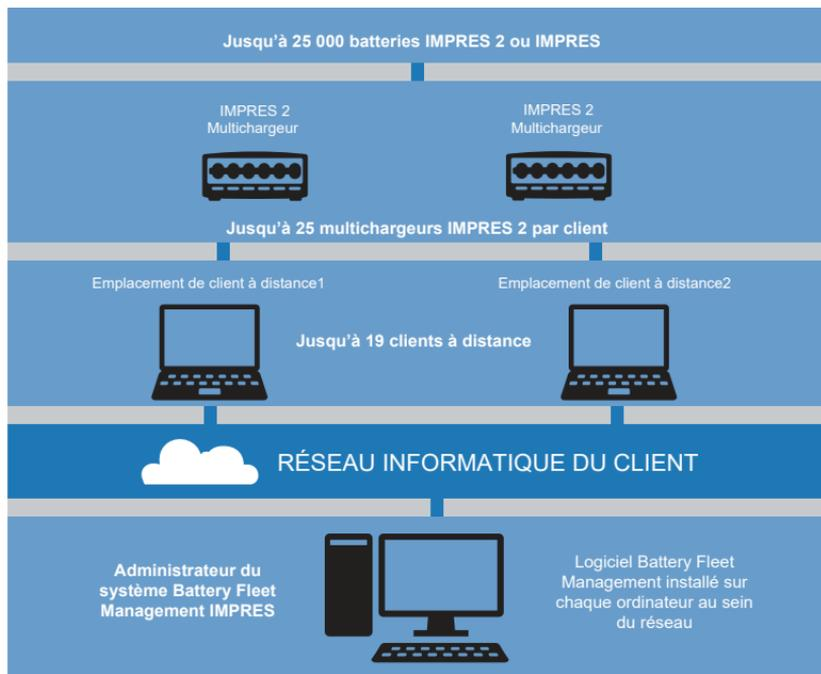 Jusqu'à 25 000 batteries IMPRES 2 ou IMPRES
IMPRES 2
Multichargeur
IMPRES 2
Multichargeur
Jusqu'à 25 multichargeurs IMPRES 2 par client
Emplacement de client à distance1
Emplacement de client à distance2
Jusqu'à 19 clients à distance
RÉSEAU INFORMATIQUE DU CLIENT
Administrateur du
système Battery Fleet
Management IMPRES
Logiciel Battery Fleet
Management installé sur
chaque ordinateur au sein
du réseau